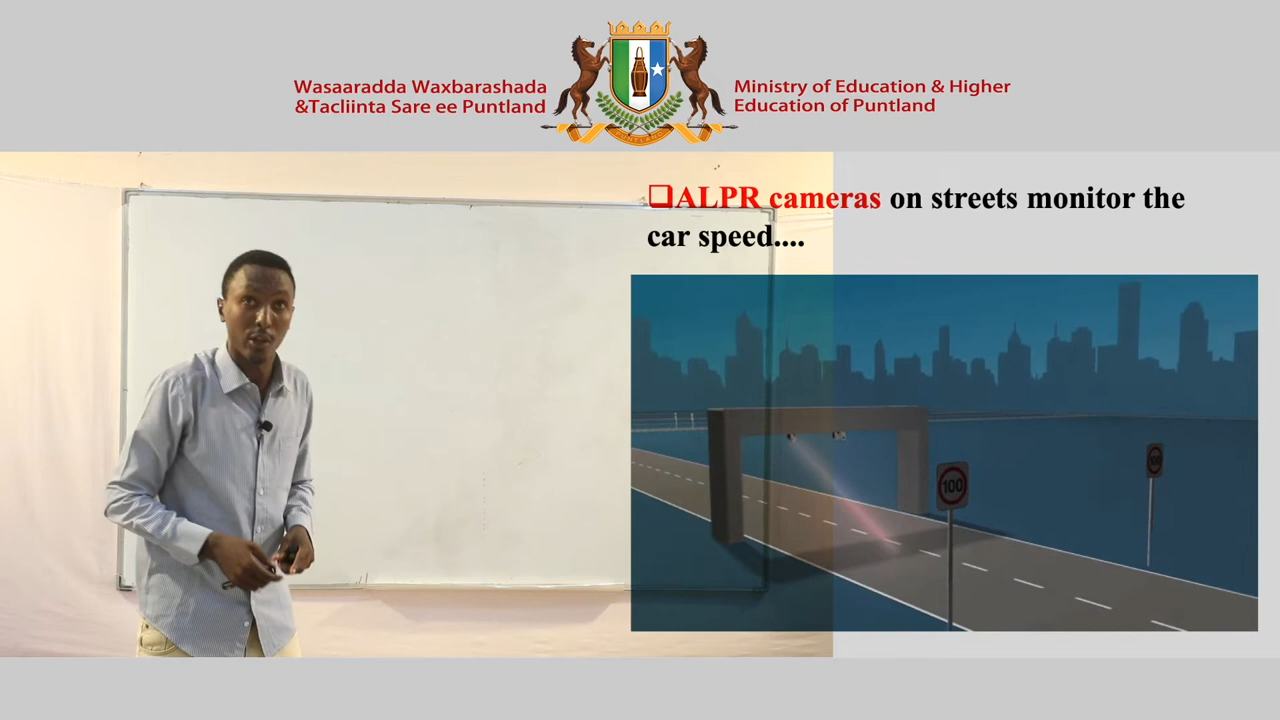 Wasaaradda Waxbarashada
&Tacliinta Sare ee Puntland
Ministry of Education & Higher
Education of Puntland
❑ALPR cameras on streets monitor the
car speed....
100
100